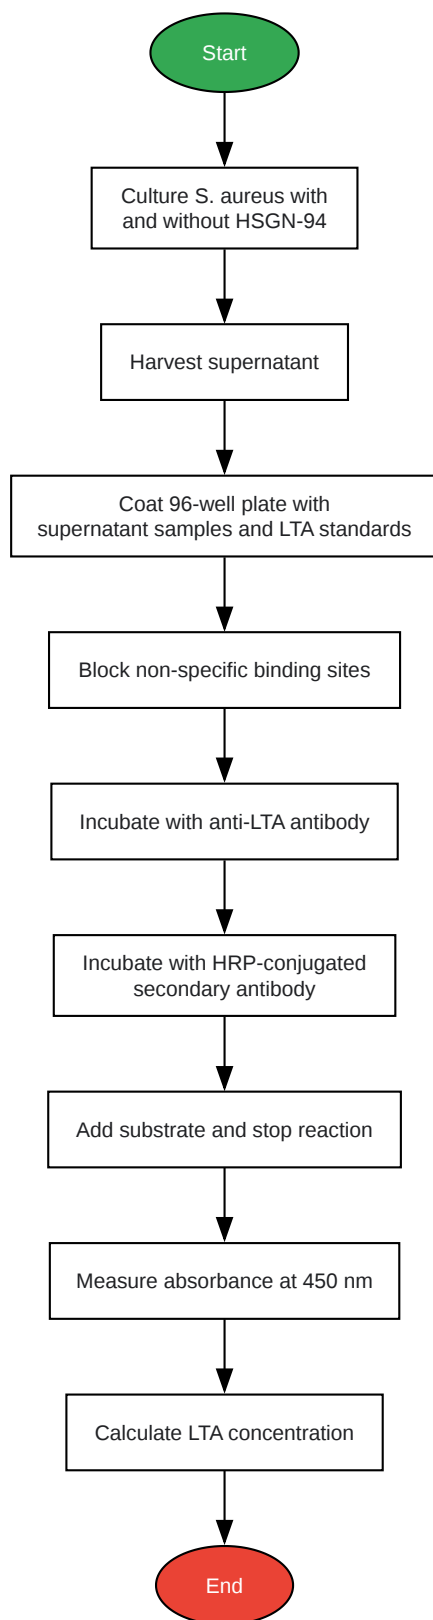 Start
Culture S. aureus with
and without HSGN-94
Harvest supernatant
Coat 96-well plate with
supernatant samples and LTA standards
Block non-specific binding sites
Incubate with anti-LTA antibody
Incubate with HRP-conjugated
secondary antibody
Add substrate and stop reaction
Measure absorbance at 450 nm
Calculate LTA concentration
End